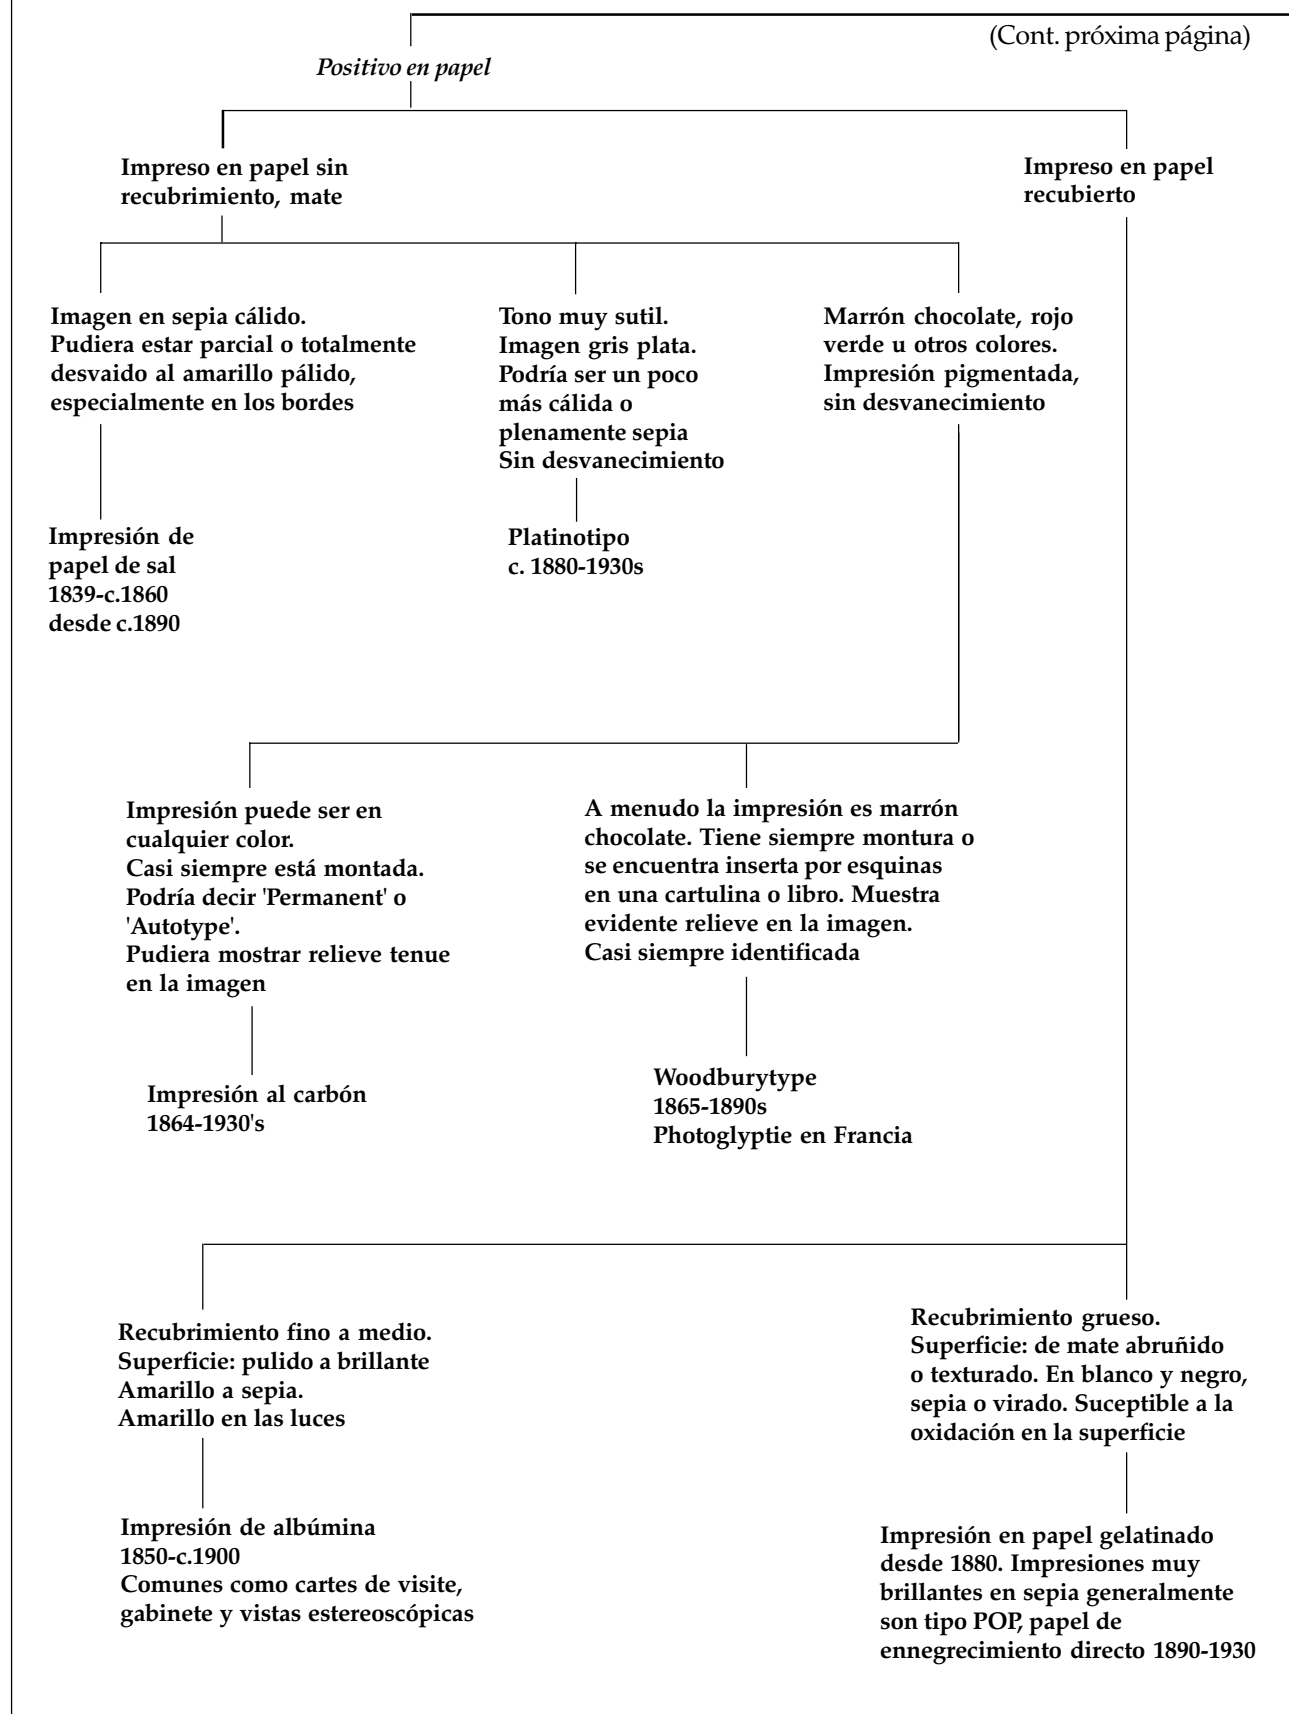 (Cont. próxima página)
Positivo en papel
Impreso en papel sin
recubrimiento, mate
Impreso en papel
recubierto
Imagen en sepia cálido.
Pudiera estar parcial o totalmente
desvaido al amarillo pálido,
especialmente en los bordes
Tono muy sutil.
Imagen gris plata.
Podría ser un poco
más cálida o
plenamente sepia
Sin desvanecimiento
Marrón chocolate, rojo
verde u otros colores.
Impresión pigmentada,
sin desvanecimiento
Impresión de
papel de sal
1839-c.1860
desde c.1890
Platinotipo
c. 1880-1930s
Impresión puede ser en
cualquier color.
Casi siempre está montada.
Podría decir 'Permanent' o
'Autotype'.
Pudiera mostrar relieve tenue
en la imagen
A menudo la impresión es marrón
chocolate. Tiene siempre montura o
se encuentra inserta por esquinas
en una cartulina o libro. Muestra
evidente relieve en la imagen.
Casi siempre identificada
Impresión al carbón
1864-1930's
Woodburytype
1865-1890s
Photoglyptie en Francia
Recubrimiento fino a medio.
Superficie: pulido a brillante
Amarillo a sepia.
Amarillo en las luces
Recubrimiento grueso.
Superficie: de mate abruñido
o texturado. En blanco y negro,
sepia o virado. Suceptible a la
oxidación en la superficie
Impresión de albúmina
1850-c.1900
Comunes como cartes de visite,
gabinete y vistas estereoscópicas
Impresión en papel gelatinado
desde 1880. Impresiones muy
brillantes en sepia generalmente
son tipo POP, papel de
ennegrecimiento directo 1890-1930